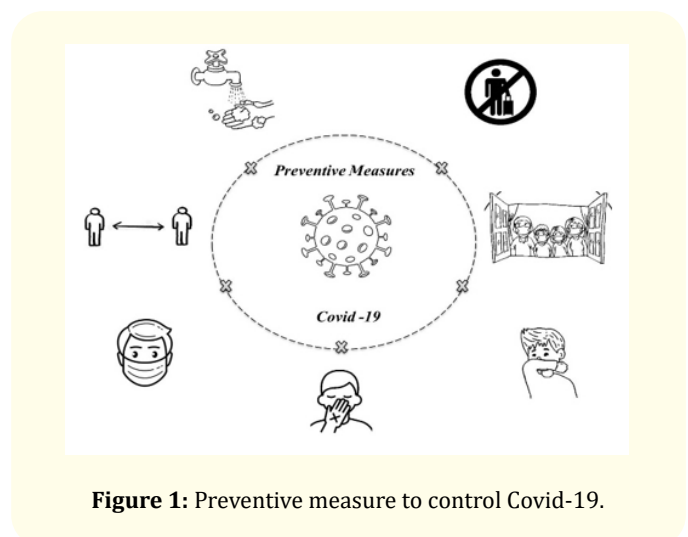 Preventive Measures
Covid -19
Figure 1: Preventive measure to control Covid-19.